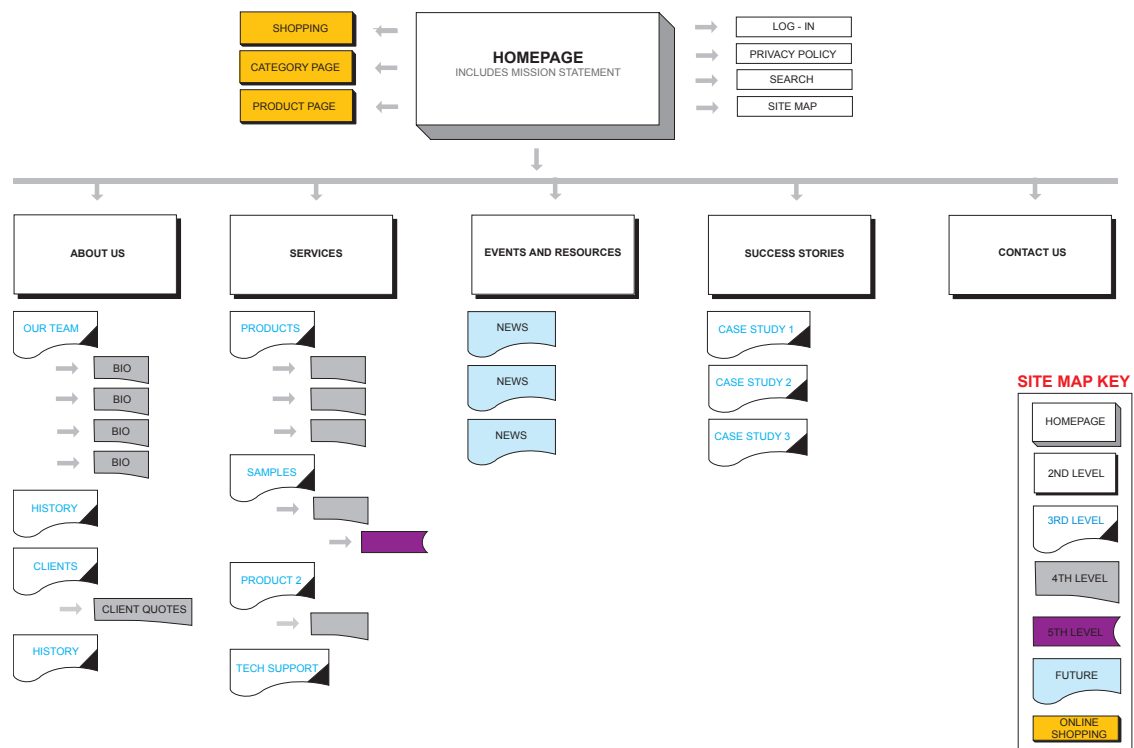 SHOPPING
CATEGORY PAGE
PRODUCT PAGE
HOMEPAGE
INCLUDES MISSION STATEMENT
LOG - IN
PRIVACY POLICY
SEARCH
SITE MAP
ABOUT US
SERVICES
EVENTS AND RESOURCES
SUCCESS STORIES
CONTACT US
OUR TEAM
BIO
BIO
BIO
BIO
HISTORY
CLIENTS
CLIENT QUOTES
HISTORY
PRODUCTS
SAMPLES
PRODUCT 2
TECH SUPPORT
NEWS
NEWS
NEWS
CASE STUDY 1
CASE STUDY 2
CASE STUDY 3
SITE MAP KEY
HOMEPAGE
2ND LEVEL
3RD LEVEL
4TH LEVEL
5TH LEVEL
FUTURE
ONLINE
SHOPPING